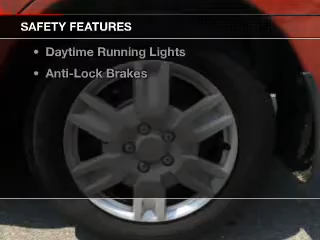 SAFETY FEATURES
• Daytime Running Lights
• Anti-Lock Brakes